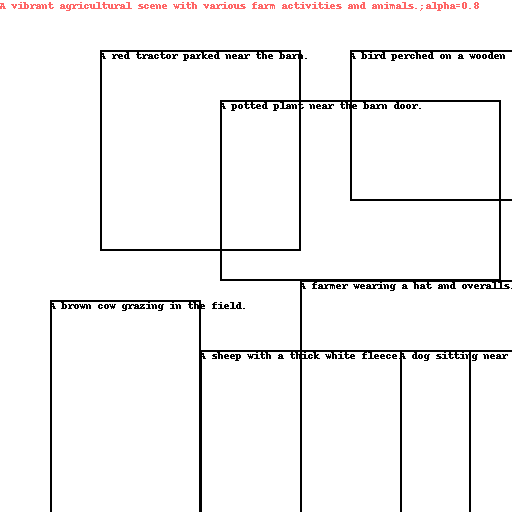 A vibrant agricultural scene with various farm activities and animals.;alpha=0.8
A red tractor parked near the barn.
A bird perched on a wooden
A potted plant near the barn door.
A farmer wearing a hat and overalls.
A brown cow grazing in the field.
A sheep with a thick white fleece.
A dog sitting near